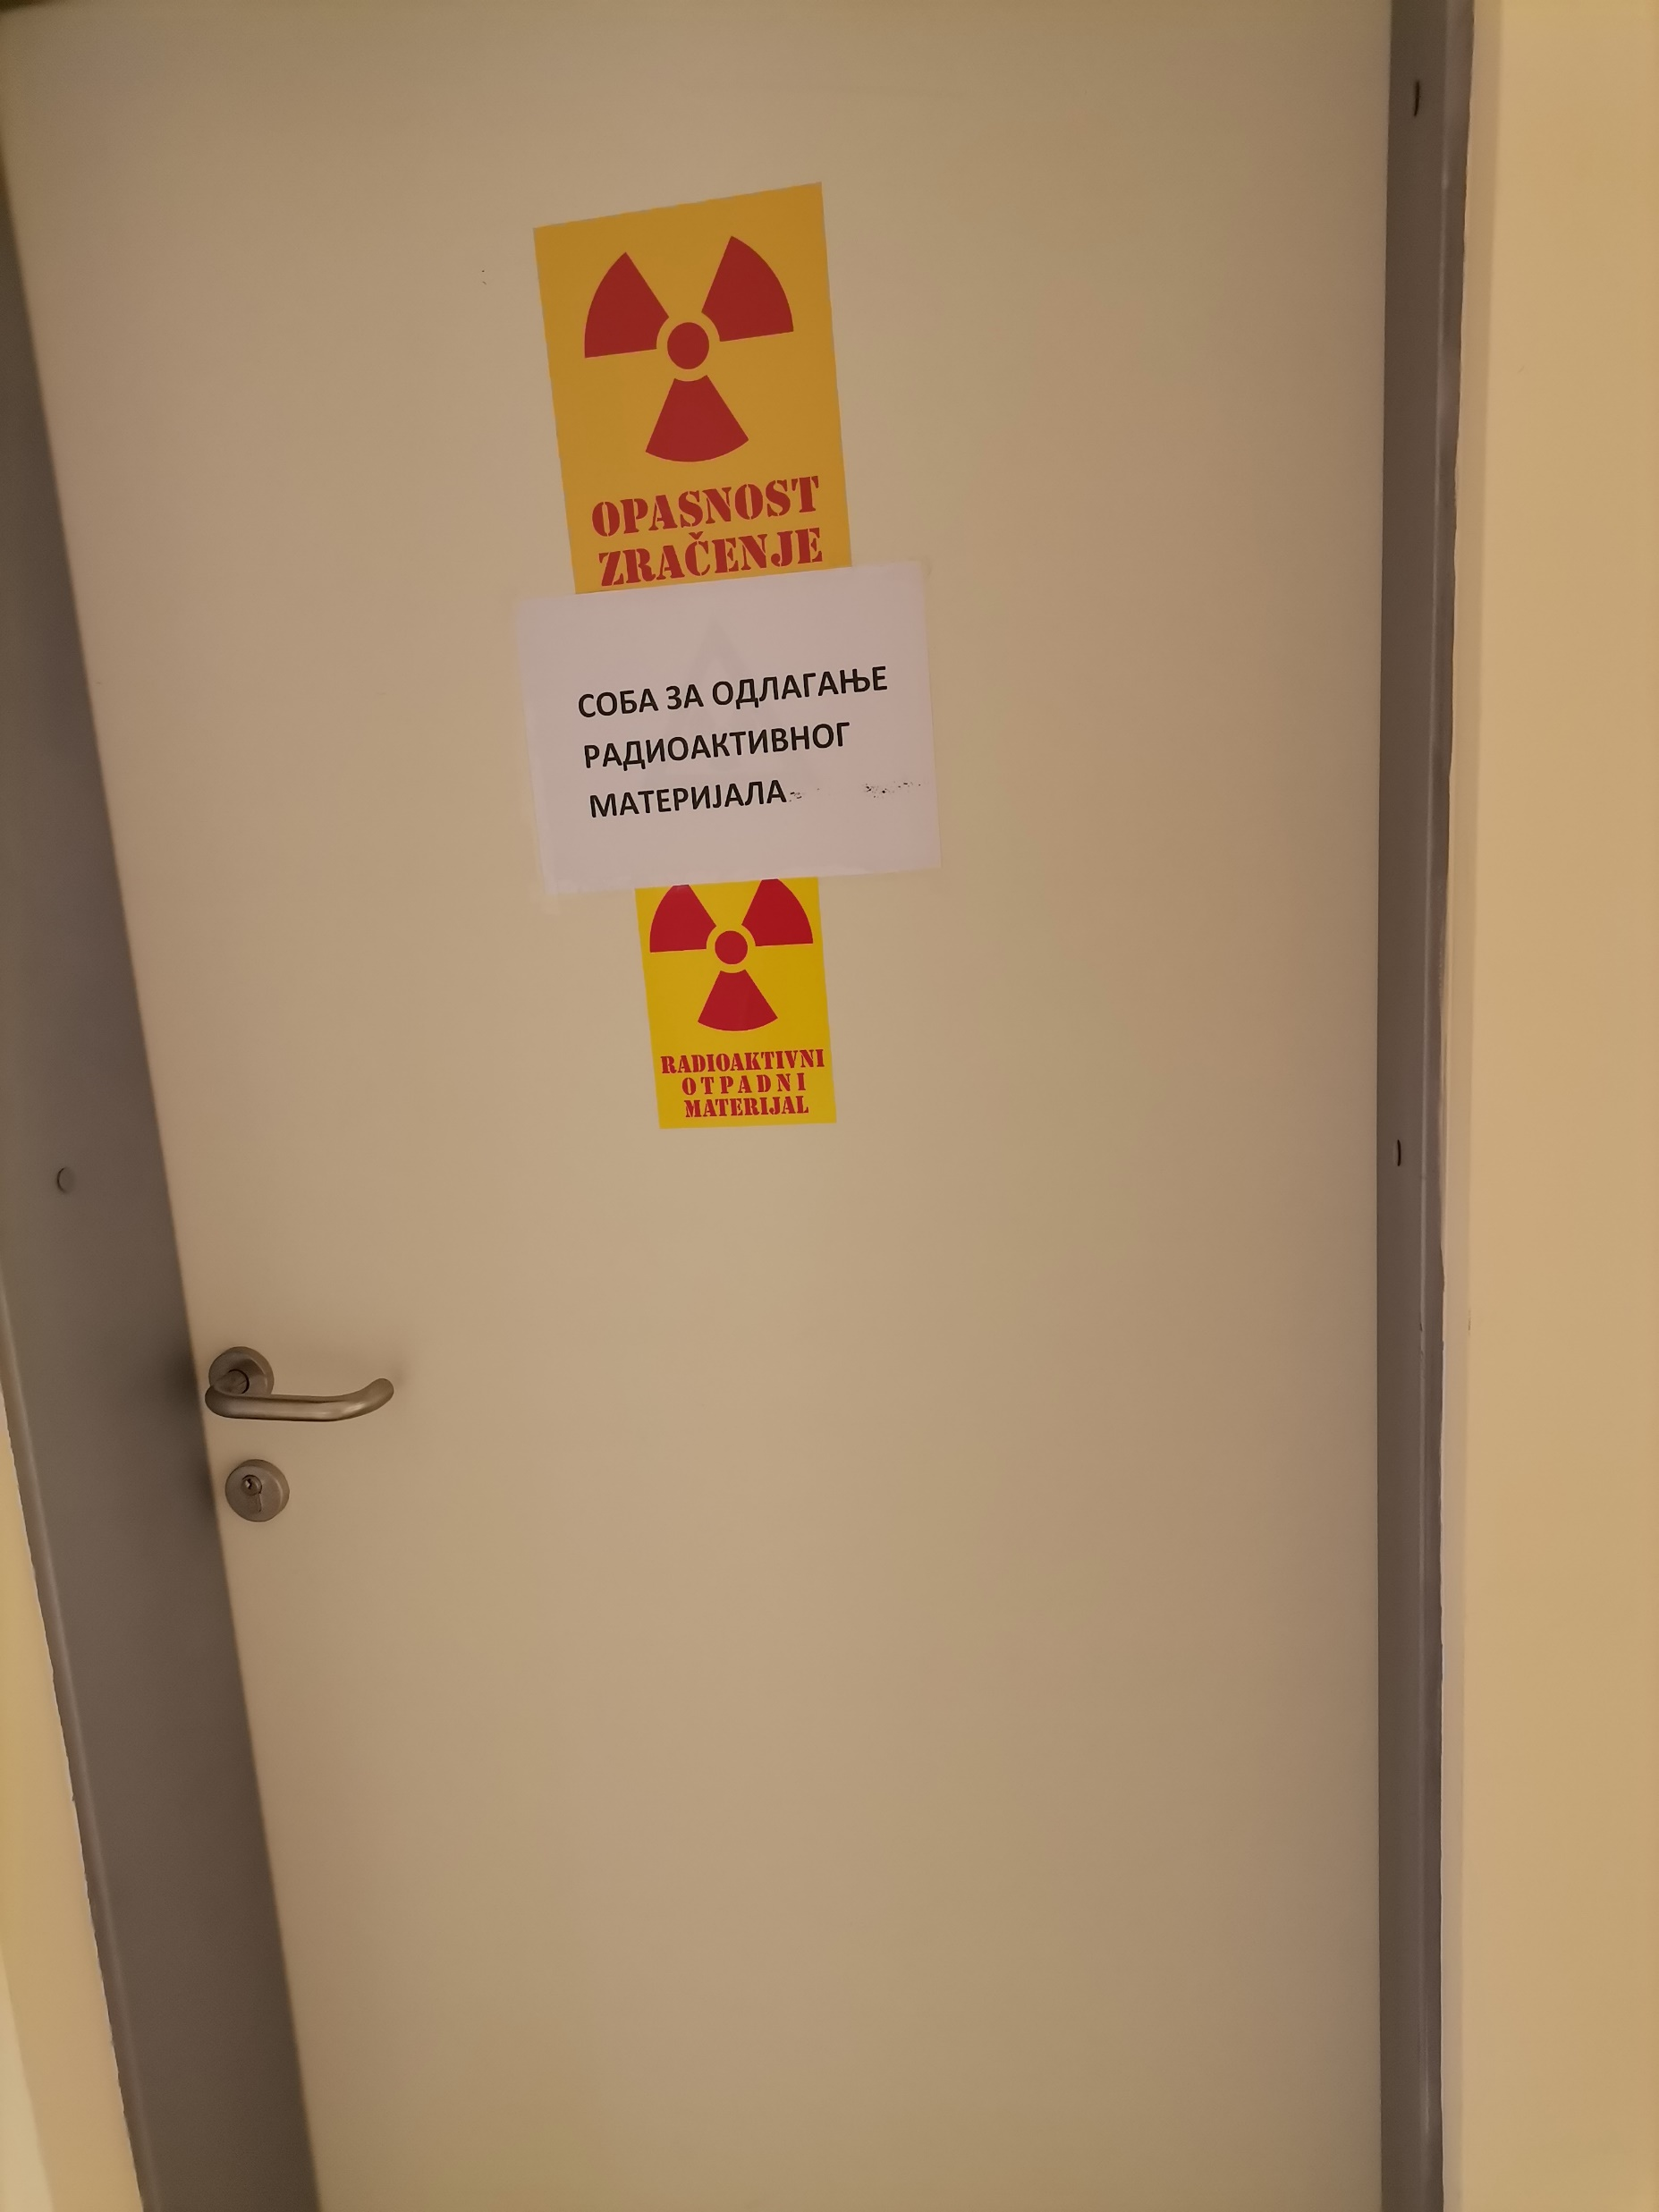 OPASNOST
ZRAČENJE
СОБА ЗА ОДЛАГАЊЕ
РАДИОАКТИВНОГ
МАТЕРИЈАЛА
RADIOAKTIVNI
OTPADNI
MATERIJAL